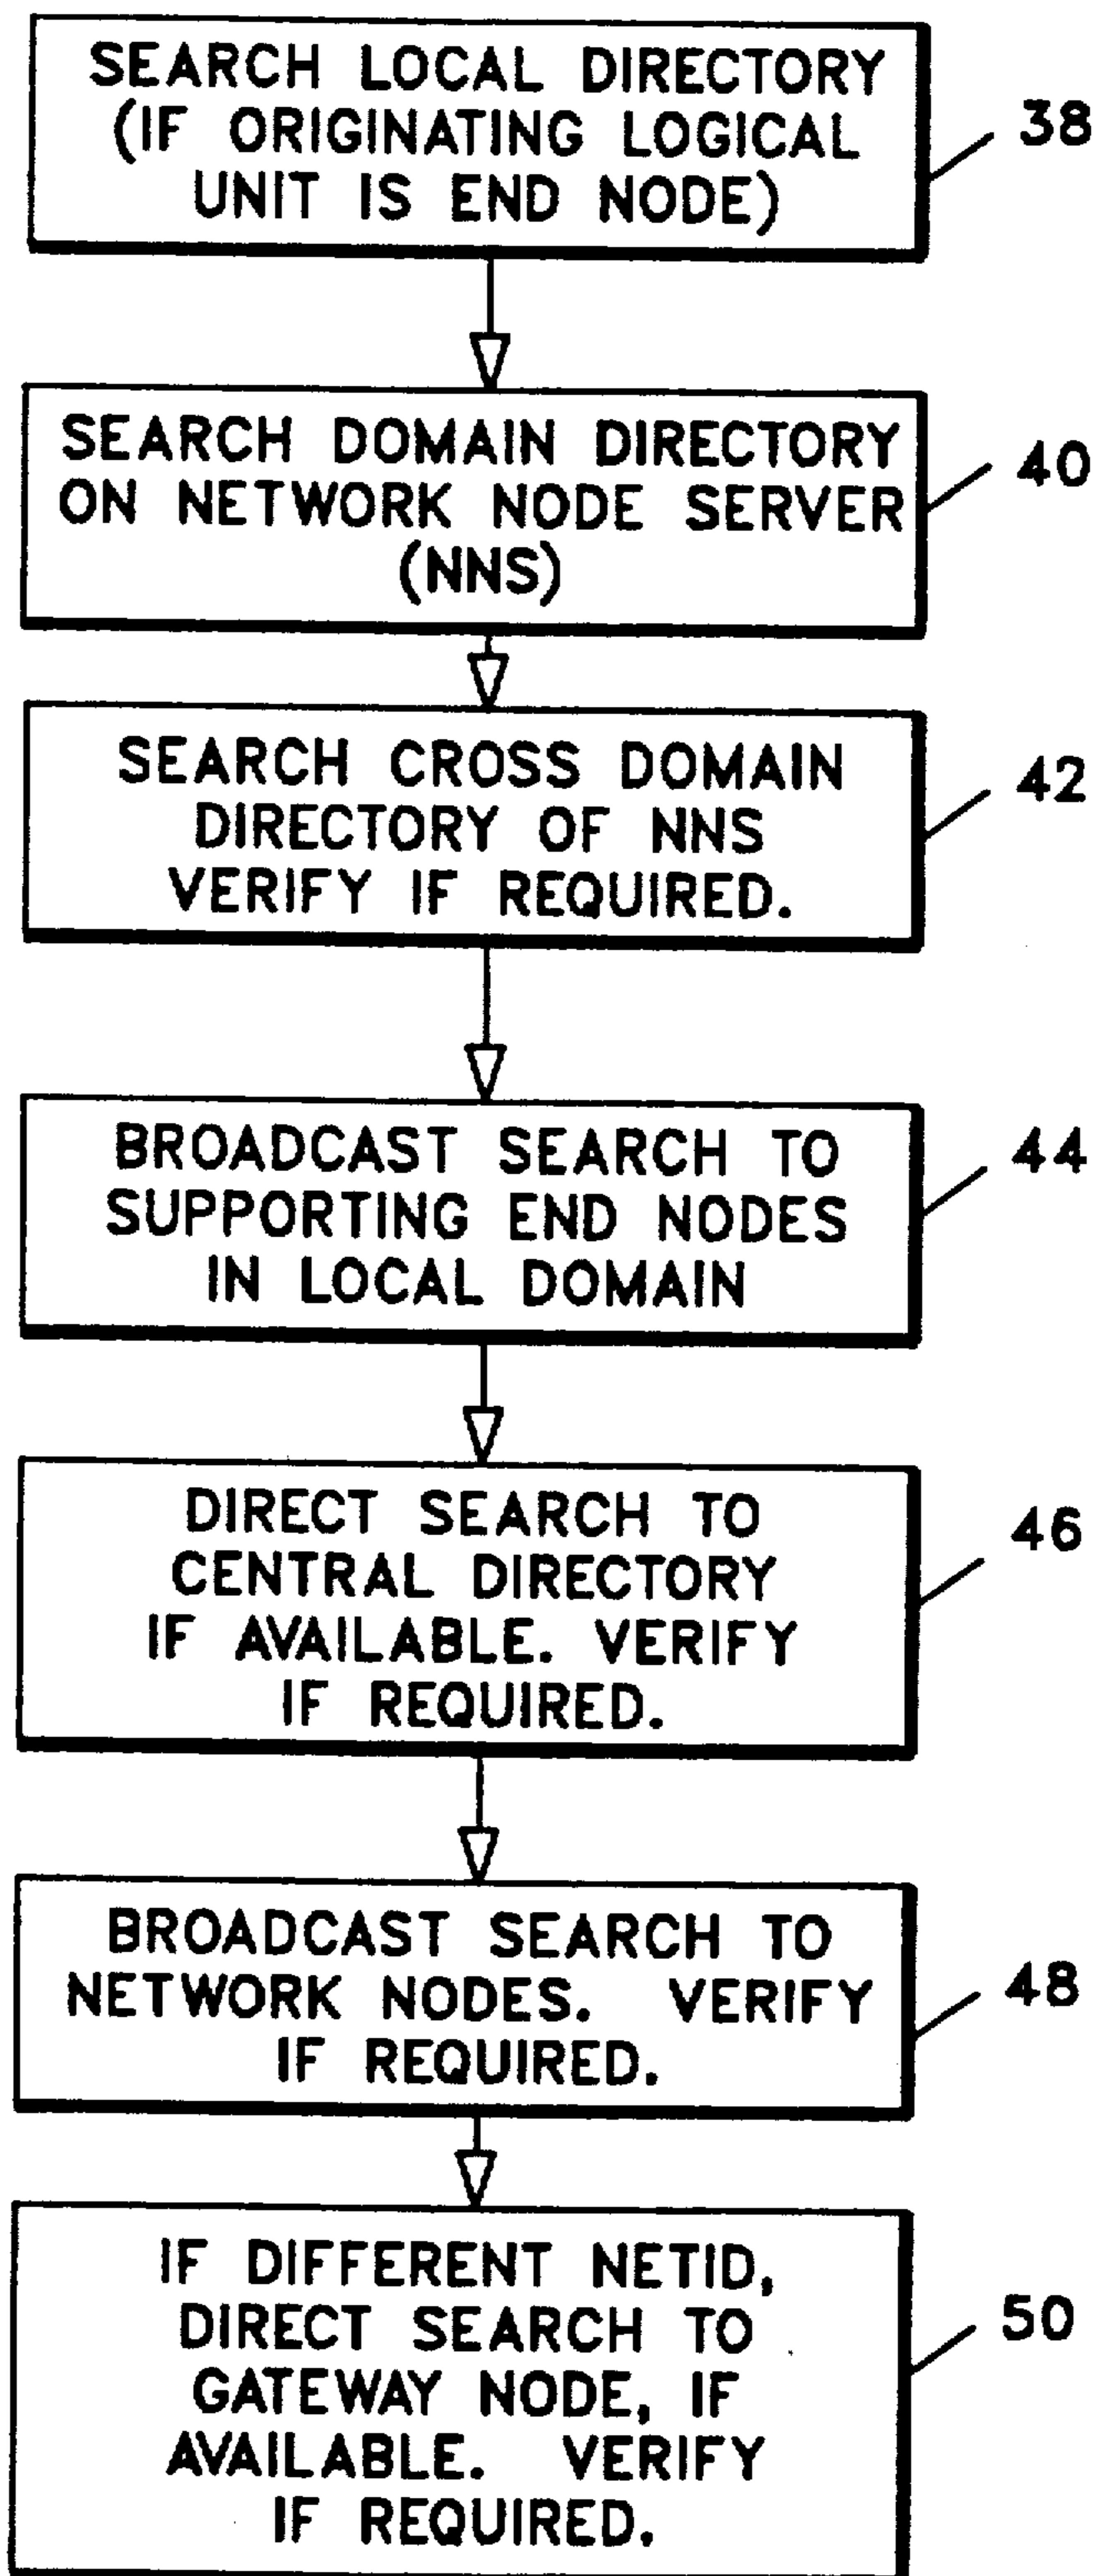 SEARCH LOCAL DIRECTORY
(IF ORIGINATING LOGICAL
UNIT IS END NODE)
38
SEARCH DOMAIN DIRECTORY
ON NETWORK NODE SERVER
(NNS)
40
SEARCH CROSS DOMAIN
DIRECTORY OF NNS
VERIFY IF REQUIRED.
42
BROADCAST SEARCH TO
SUPPORTING END NODES
IN LOCAL DOMAIN
44
DIRECT SEARCH TO
CENTRAL DIRECTORY
IF AVAILABLE. VERIFY
IF REQUIRED.
46
BROADCAST SEARCH TO
NETWORK NODES. VERIFY
IF REQUIRED.
48
IF DIFFERENT NETID,
DIRECT SEARCH TO
GATEWAY NODE, IF
AVAILABLE. VERIFY
IF REQUIRED.
50